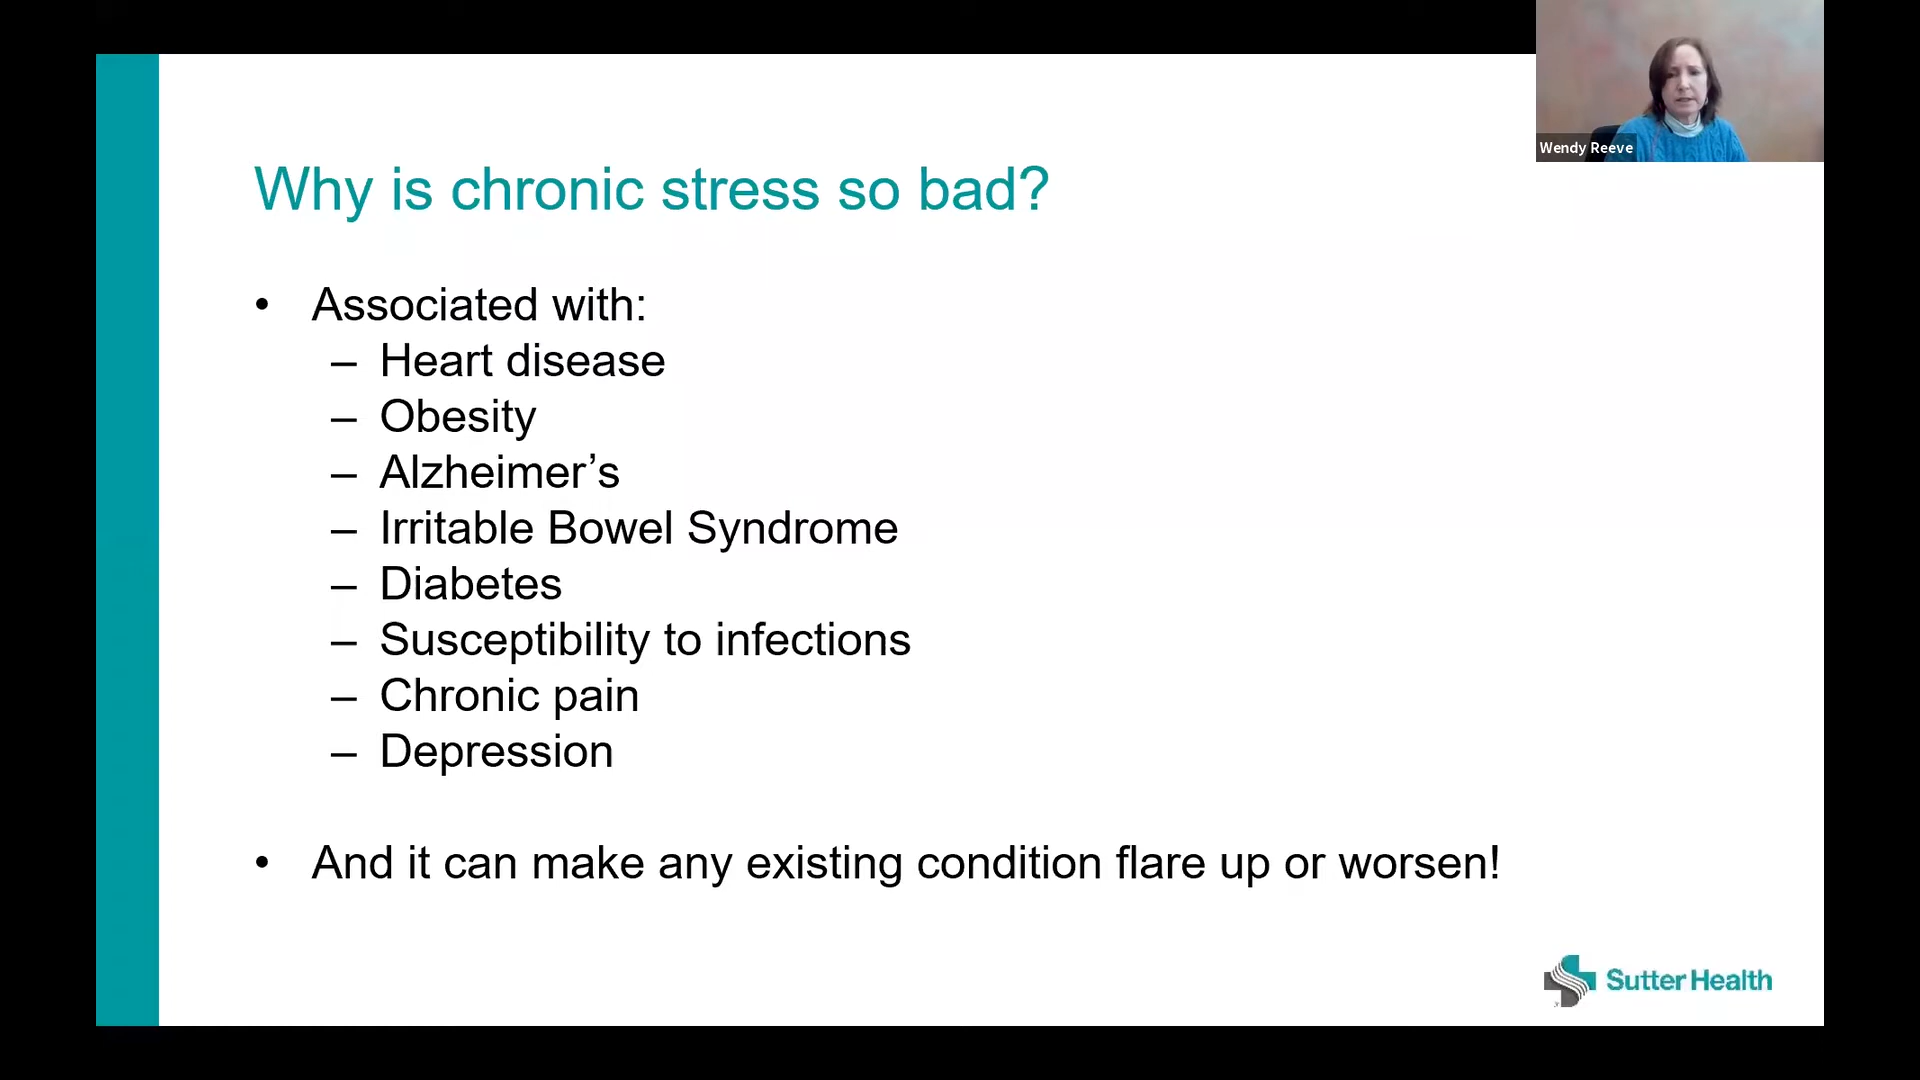 Wendy Reeve
Why is chronic stress so bad?
• Associated with:
– Heart disease
– Obesity
– Alzheimer’s
– Irritable Bowel Syndrome
– Diabetes
– Susceptibility to infections
– Chronic pain
– Depression
• And it can make any existing condition flare up or worsen!
Sutter Health